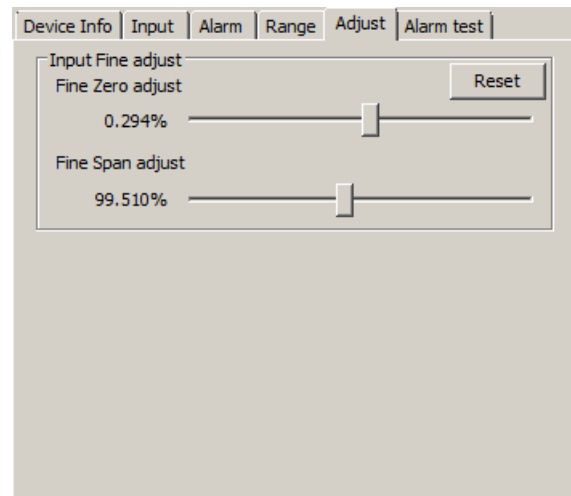 Device Info Input Alarm Range Adjust Alarm test
Input Fine adjust
Fine Zero adjust Reset
0.294%
Fine Span adjust
99.510%